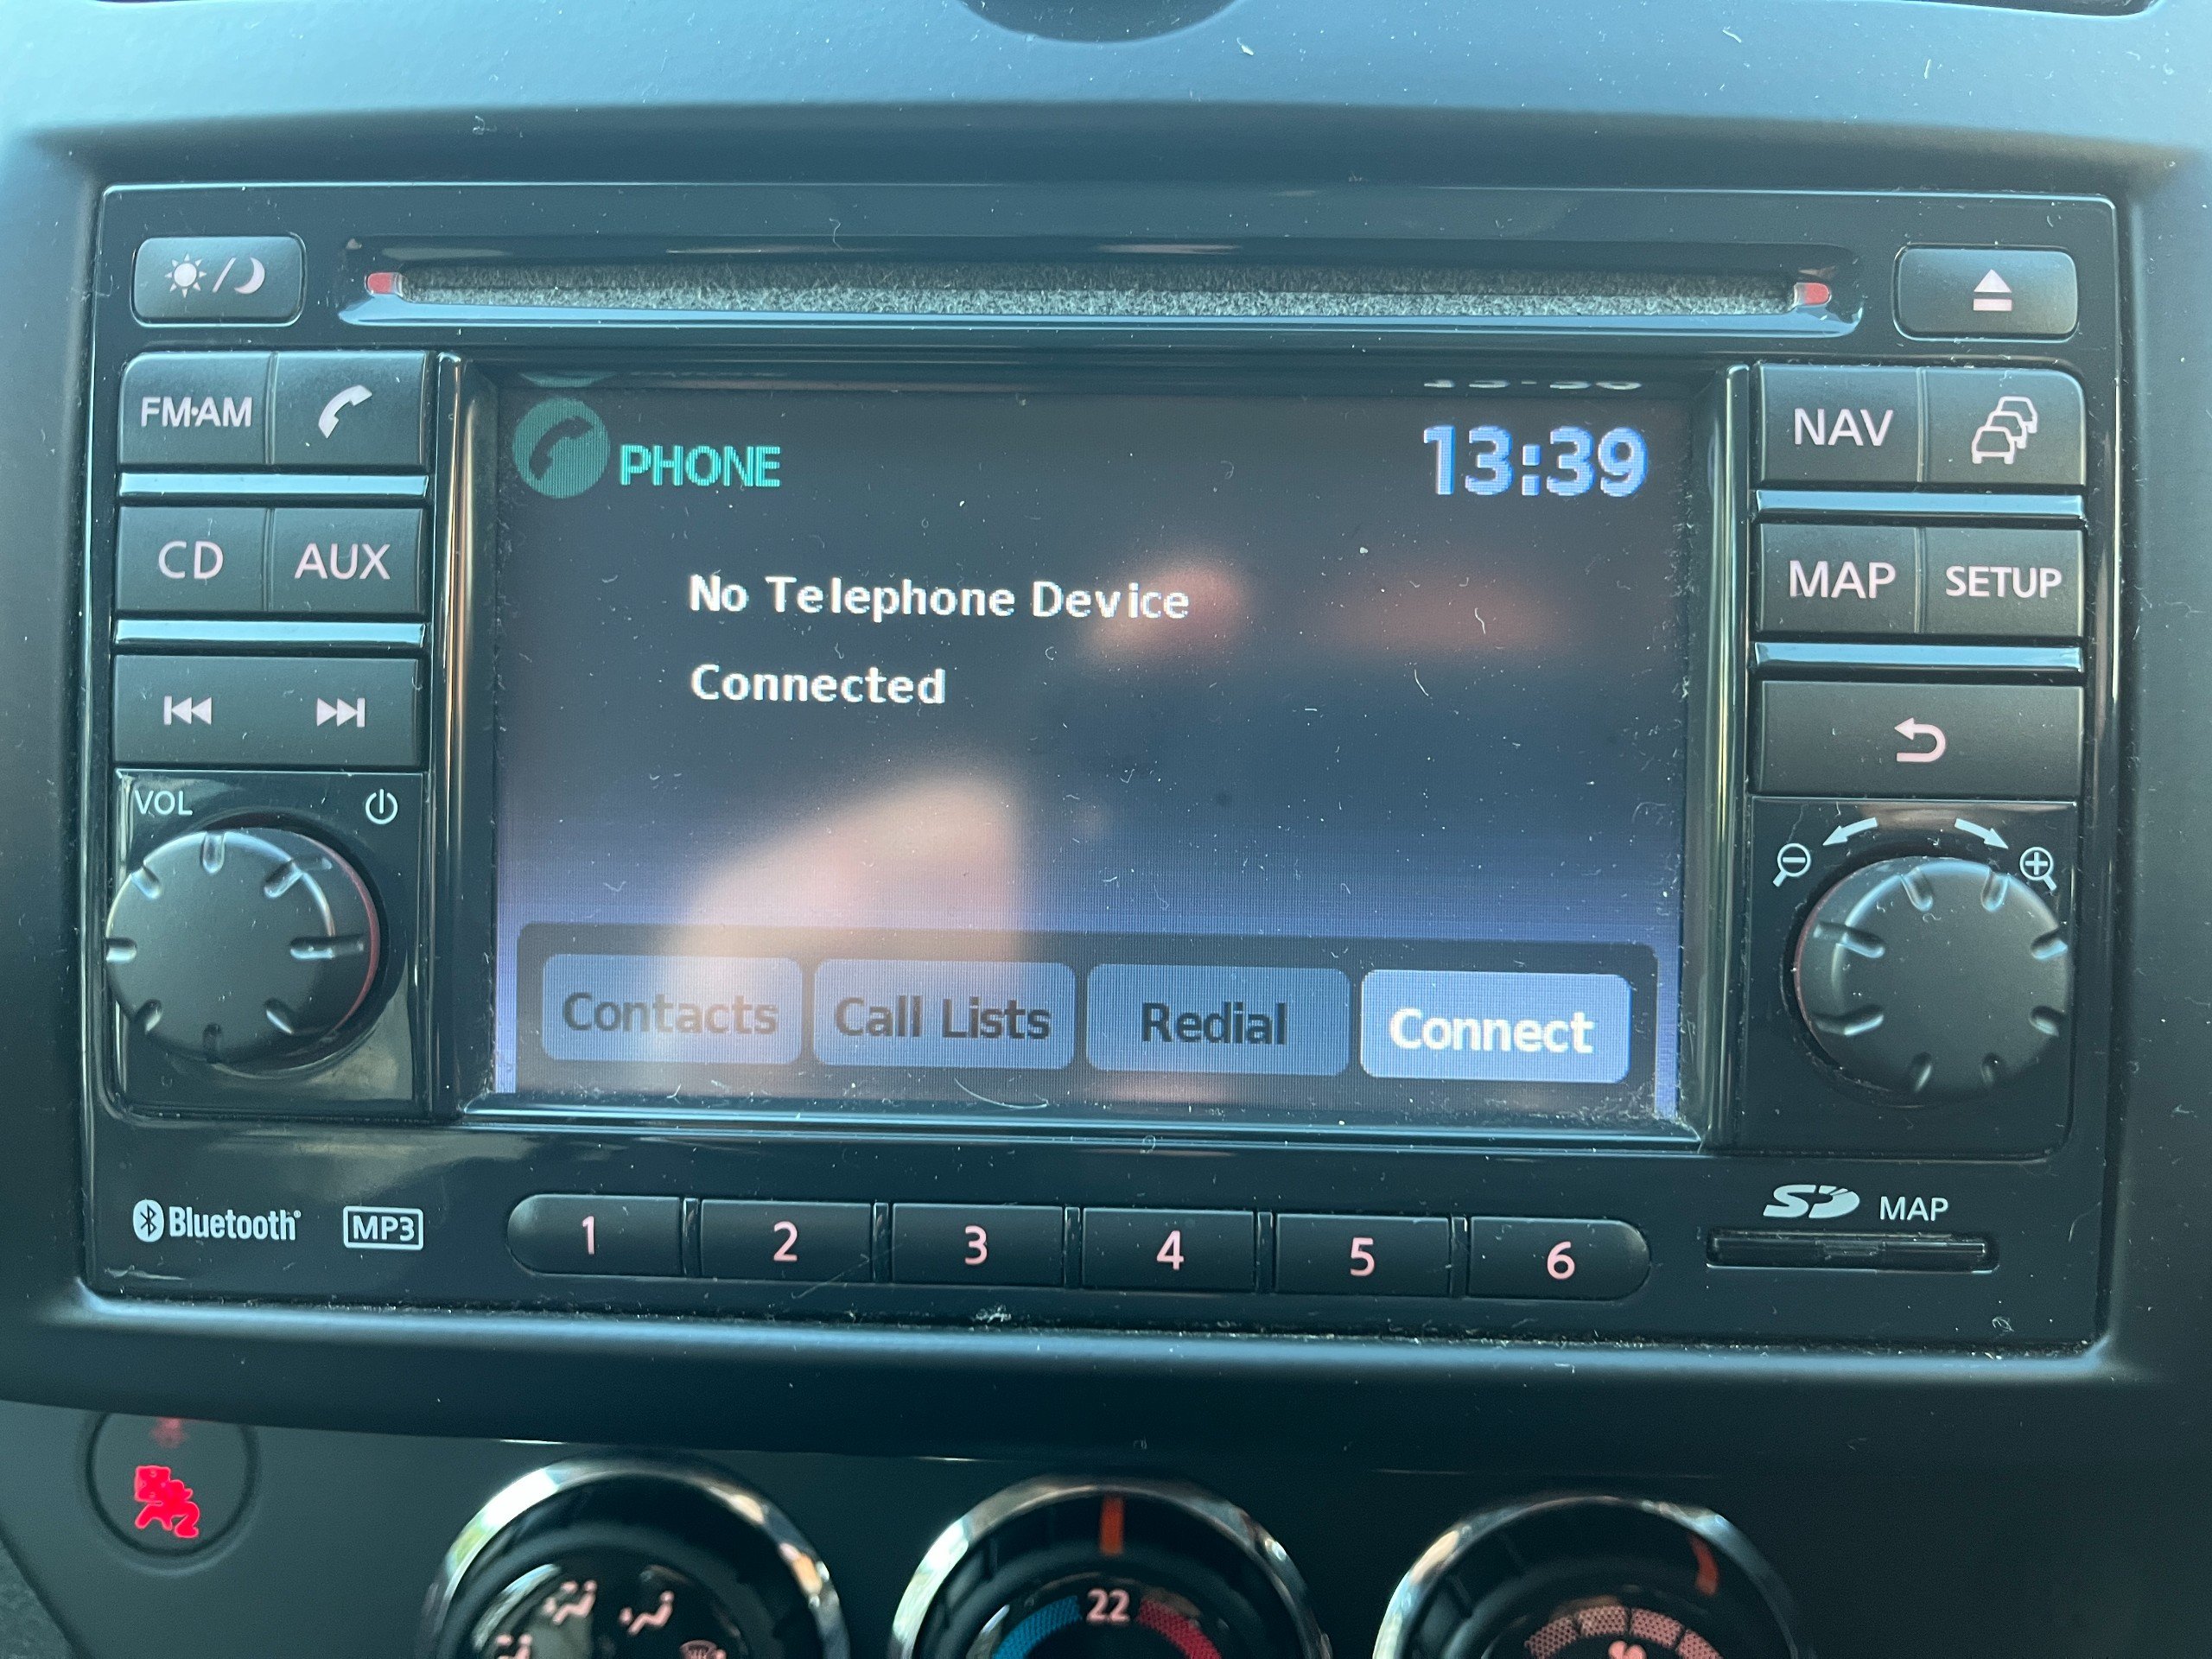 FM·AM
CD AUX
VOL
PHONE 13:39
No Telephone Device
Connected
Contacts Call Lists Redial Connect
NAV
MAP SETUP
Bluetooth® MP3
1 2 3 4 5 6
SD MAP
22